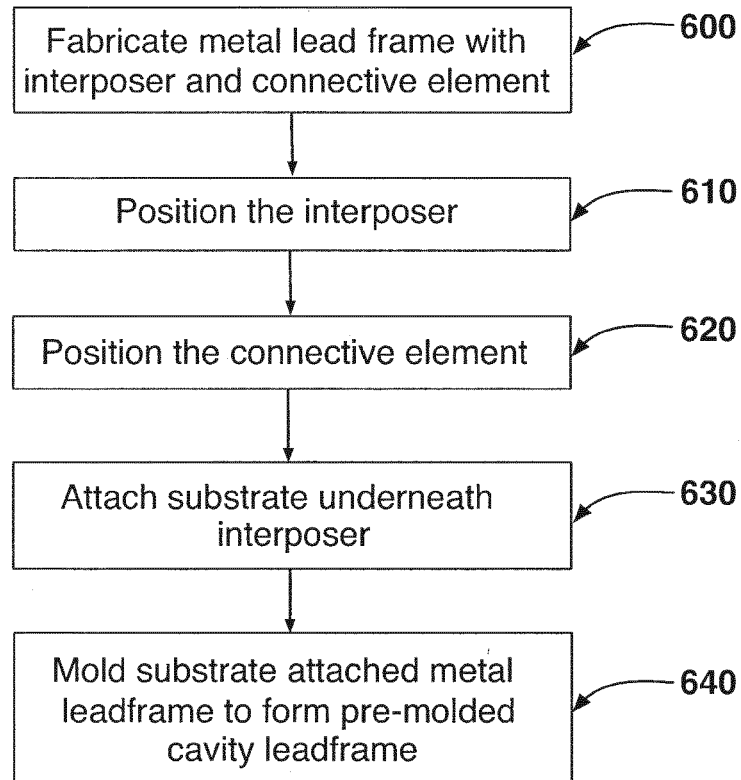 Fabricate metal lead frame with
interposer and connective element
600
Position the interposer
610
Position the connective element
620
Attach substrate underneath
interposer
630
Mold substrate attached metal
leadframe to form pre-molded
cavity leadframe
640